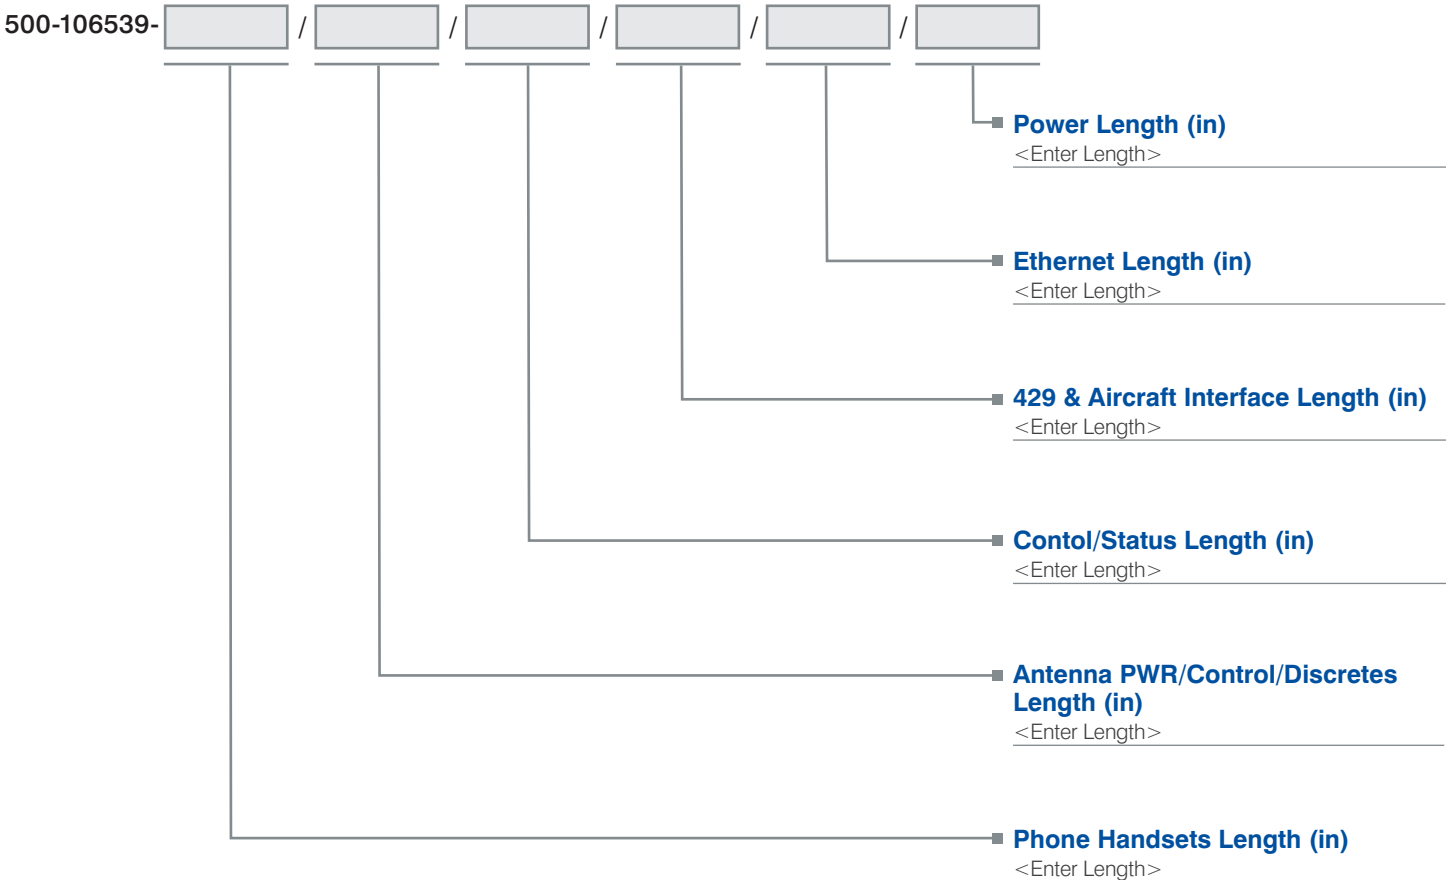 500-106539- / / / / /
Power Length (in)
<Enter Length>
Ethernet Length (in)
<Enter Length>
429 & Aircraft Interface Length (in)
<Enter Length>
Contol/Status Length (in)
<Enter Length>
Antenna PWR/Control/Discretes
Length (in)
<Enter Length>
Phone Handsets Length (in)
<Enter Length>